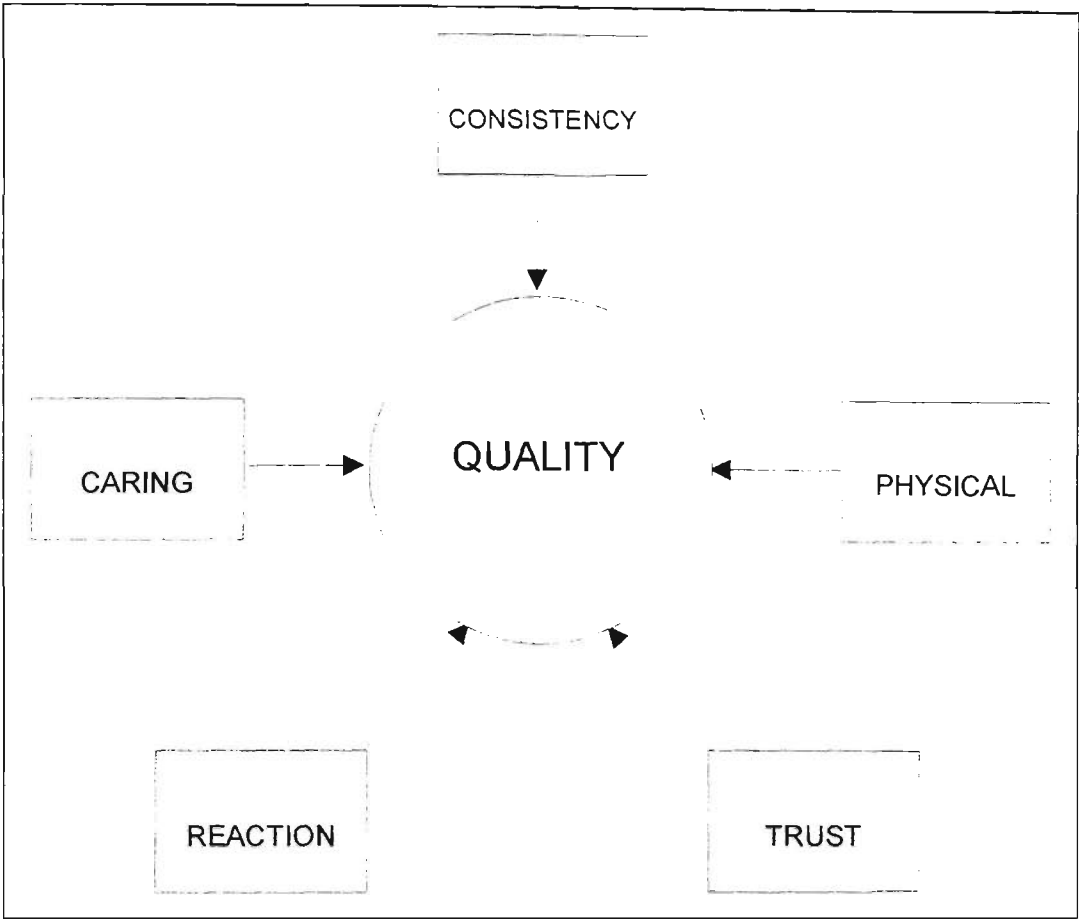 CONSISTENCY
CARING
QUALITY
PHYSICAL
REACTION
TRUST